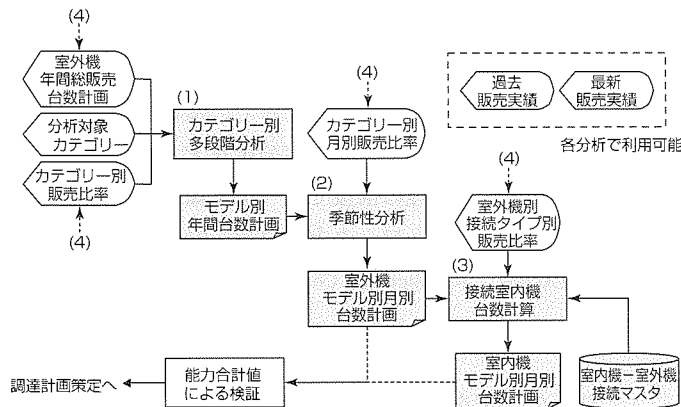 (4)
室外機
年間総販売
台数計画
分析対象
カテゴリー
カテゴリー別
販売比率
(4)
(1)
カテゴリー別
多段階分析
モデル別
年間台数計画
(4)
カテゴリー別
月別販売比率
(2)
季節性分析
室外機
モデル別月別
台数計画
過去
販売実績
最新
販売実績
各分析で利用可能
(4)
室外機別
接続タイプ別
販売比率
(3)
接続室内機
台数計算
室内機
モデル別月別
台数計画
室内機-室外機
接続マスタ
能力合計値
による検証
調達計画策定へ